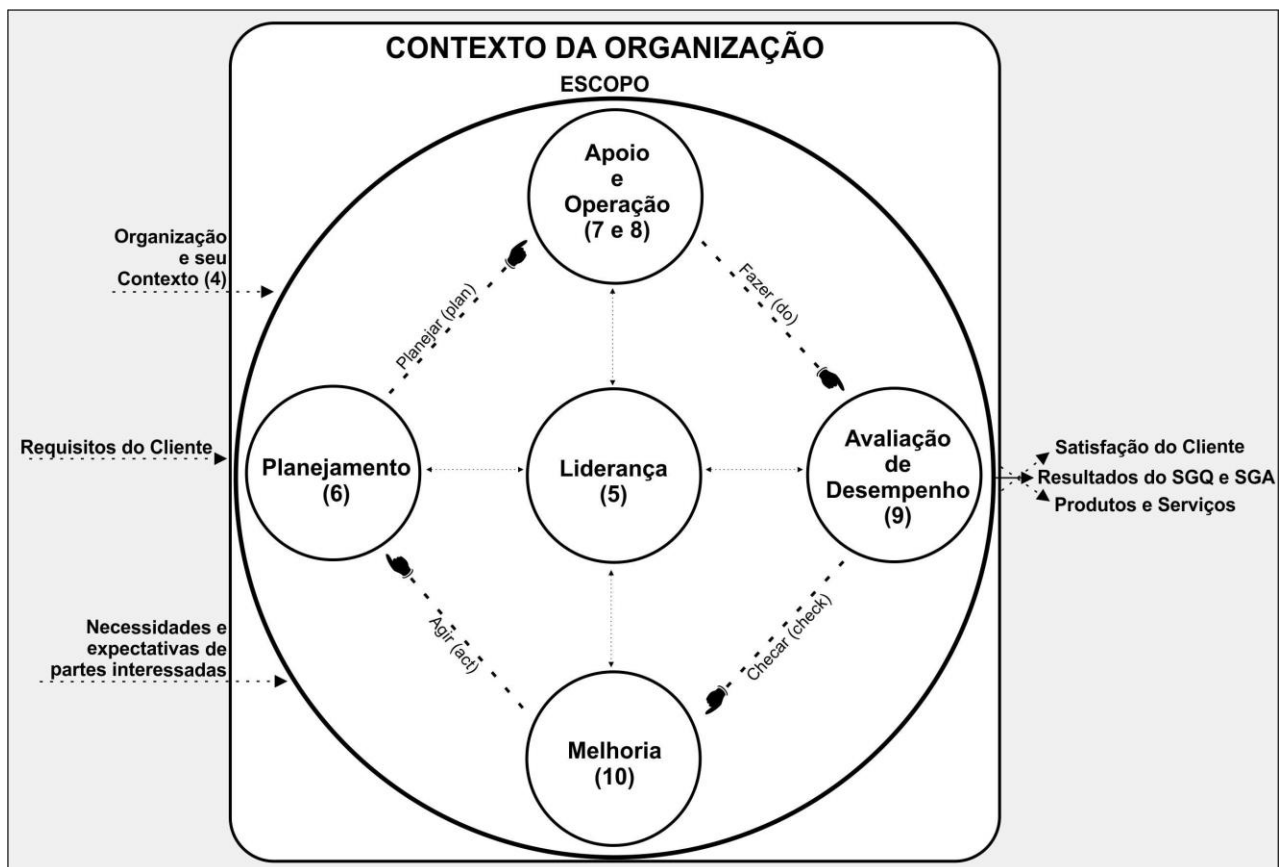 CONTEXTO DA ORGANIZAÇÃO
ESCOPO
Apoio
e
Operação
(7 e 8)
Organização
e seu
Contexto (4)
Planejar (plan)
Fazer (do)
Requisitos do Cliente
Planejamento
(6)
Liderança
(5)
Avaliação
de
Desempenho
(9)
Satisfação do Cliente
Resultados do SGQ e SGA
Produtos e Serviços
Necessidades e
expectativas de
partes interessadas
Agir (act)
Checar (check)
Melhoria
(10)